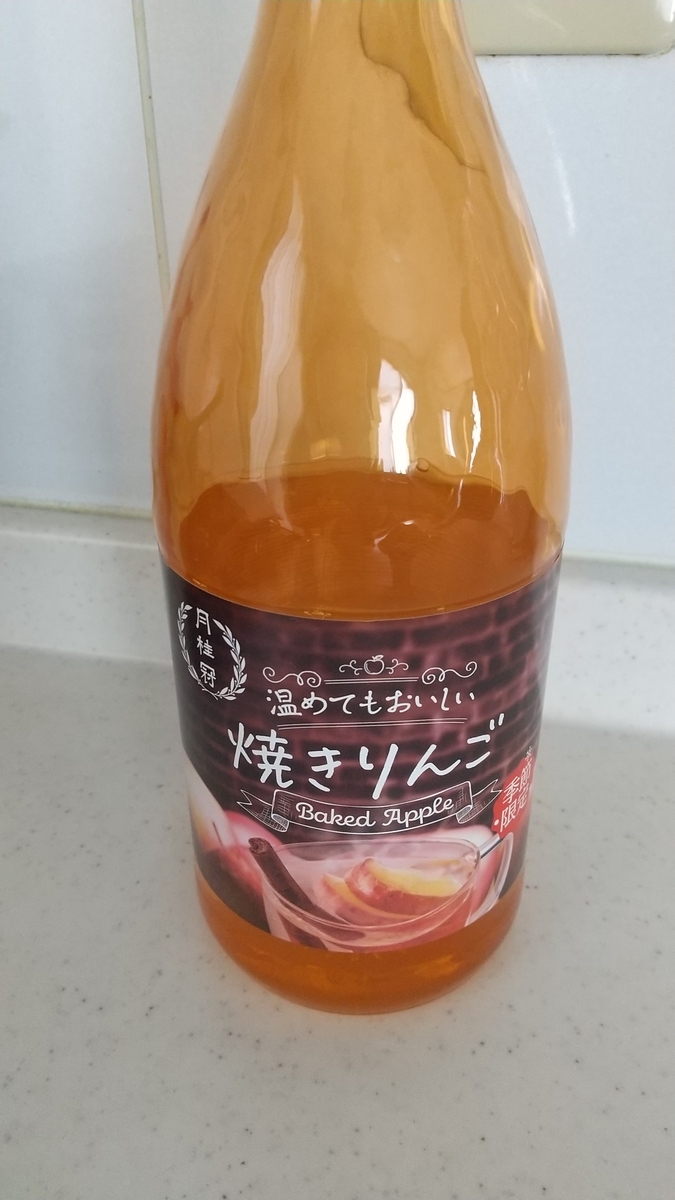 月桂冠
温めてもおいしい
焼きりんご
Baked Apple
季節
限定